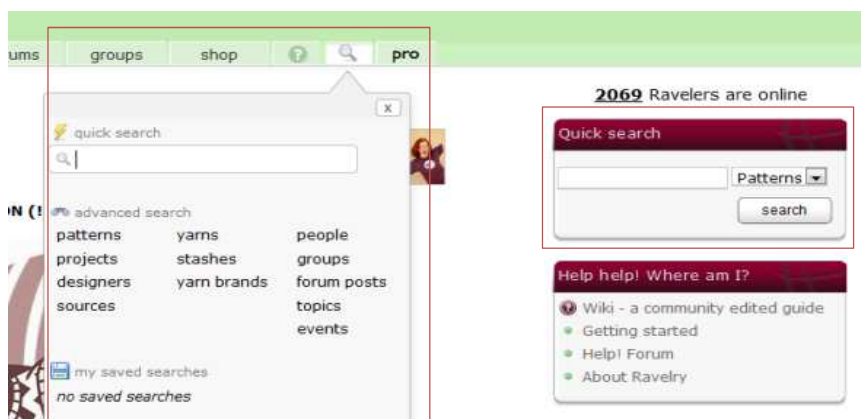 ums groups shop ? pro
x
quick search
ON (!
advanced search
patterns yarns people
projects stashes groups
designers yarn brands forum posts
sources topics
events
my saved searches
no saved searches
2069 Ravelers are online
Quick search
Patterns
search
Help help! Where am I?
Wiki - a community edited guide
Getting started
Help! Forum
About Ravelry